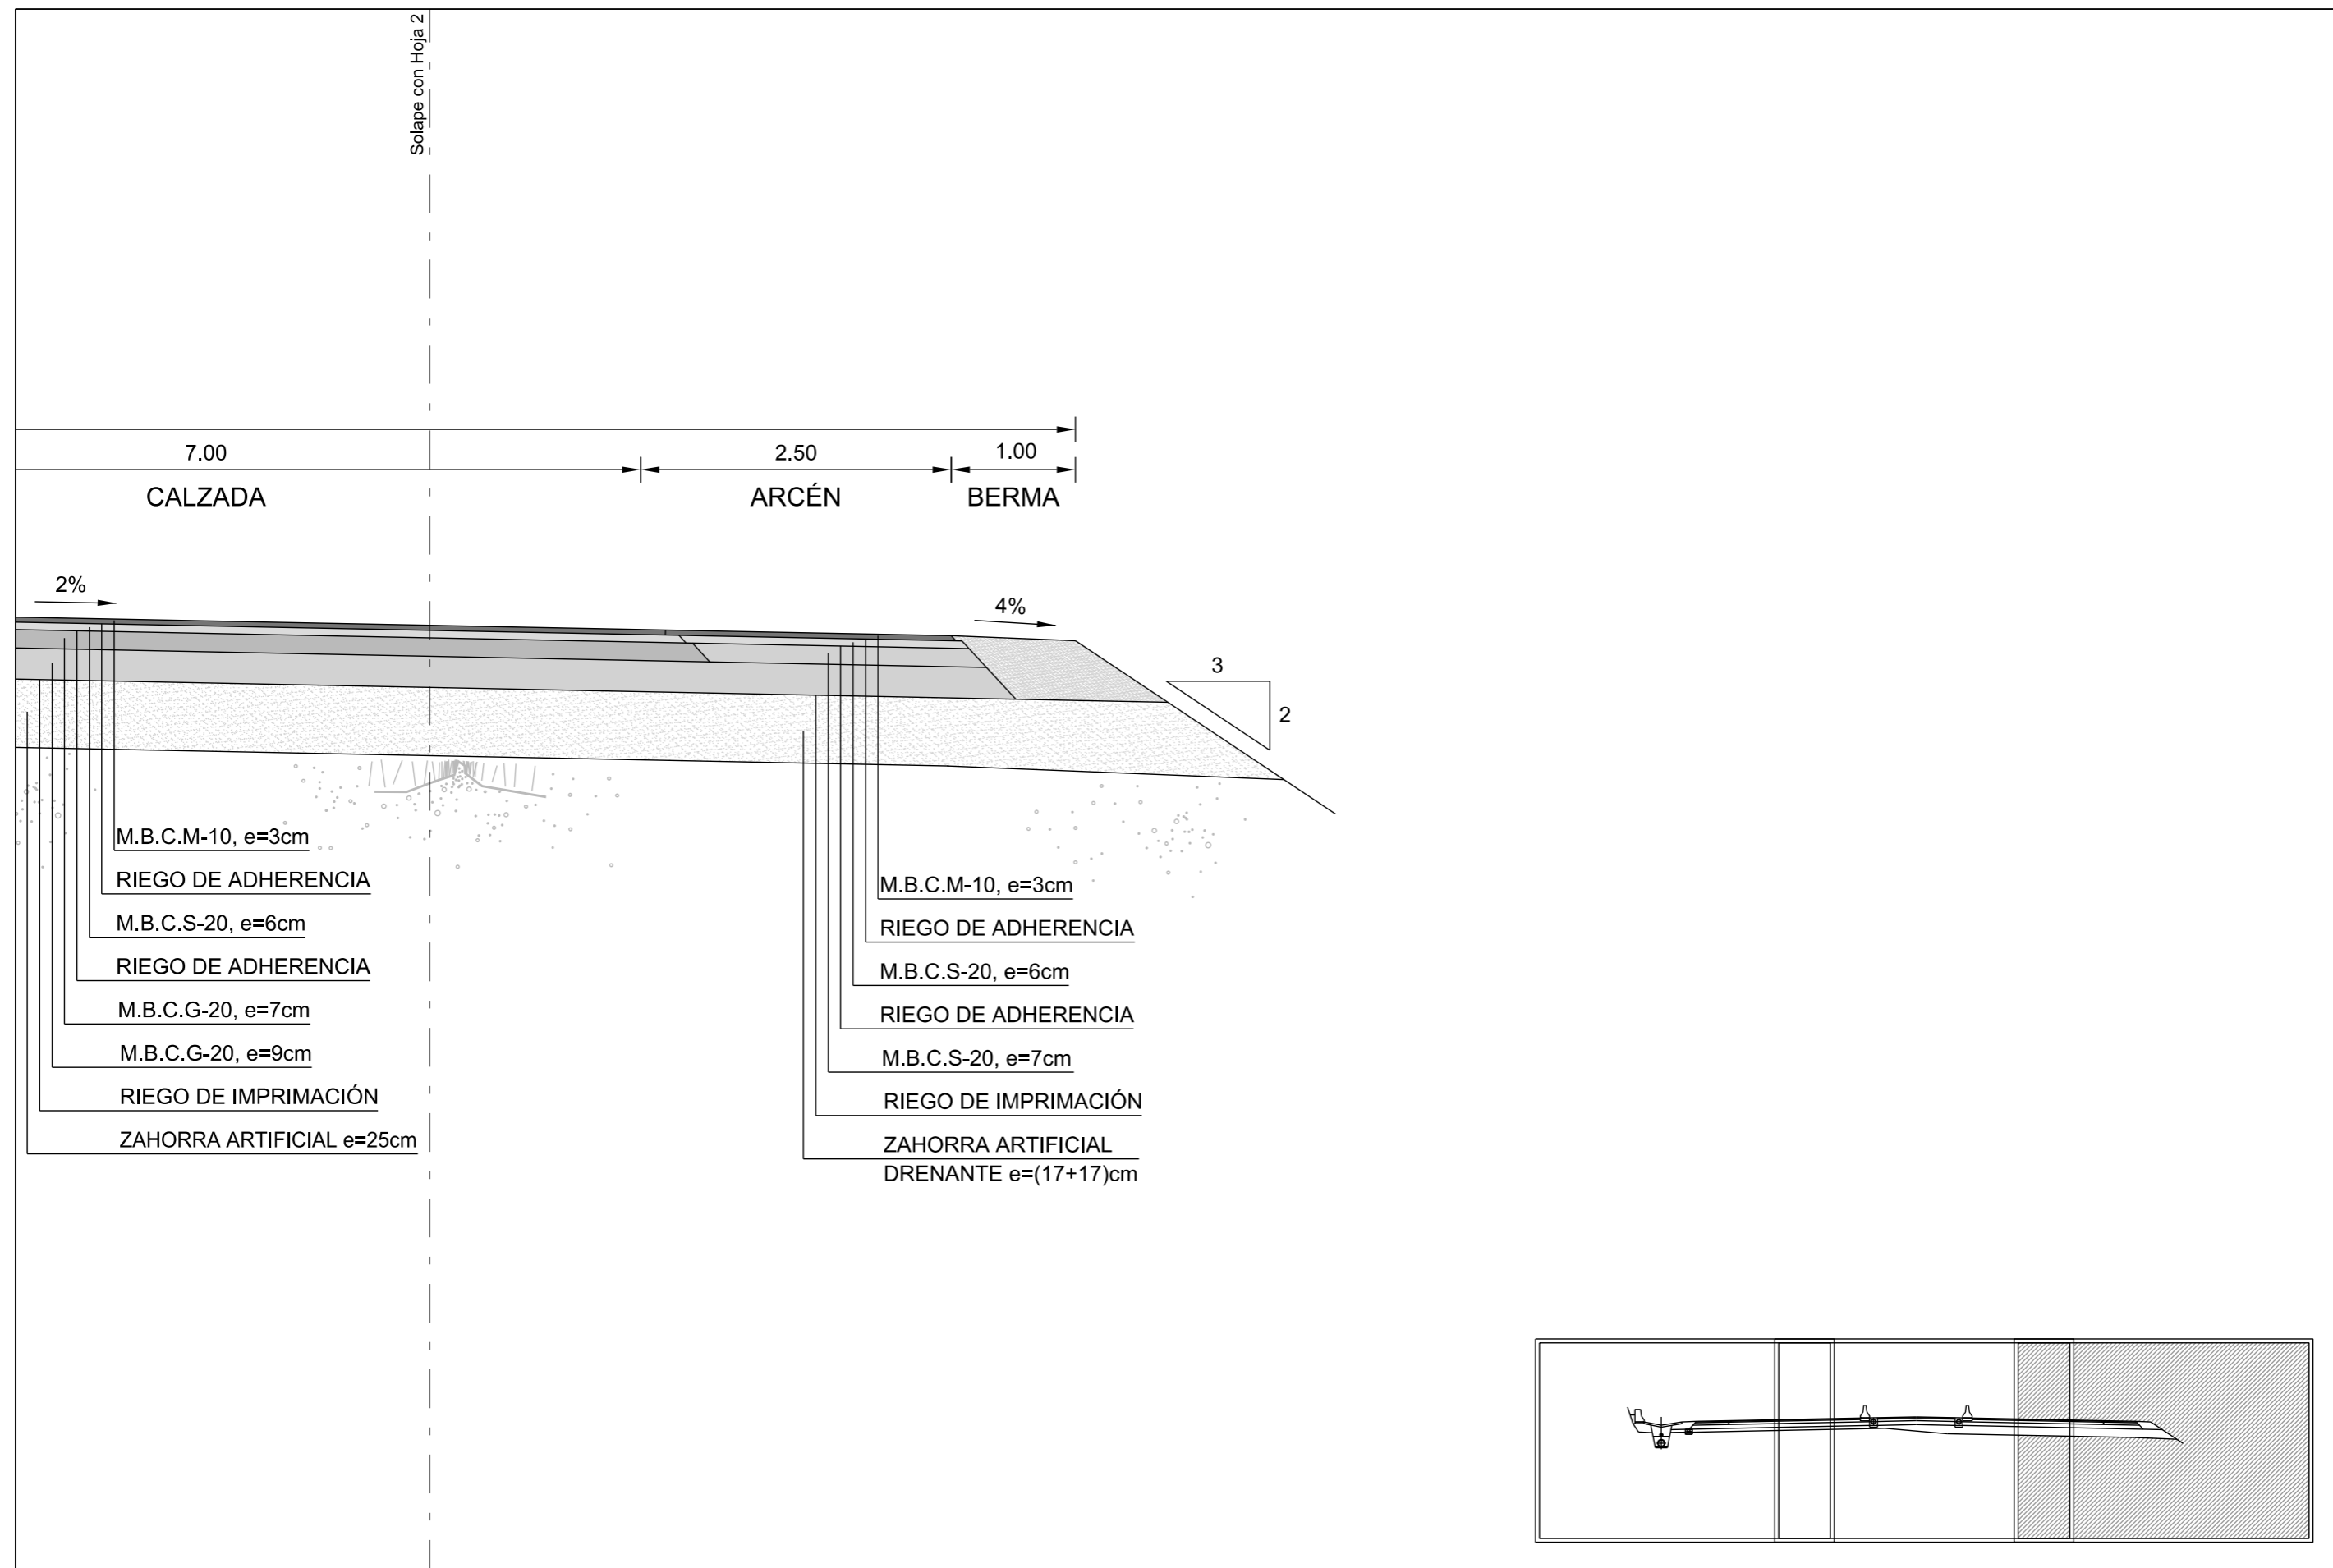 Solape con Hoja 2
7.00
2.50
1.00
CALZADA
ARCÉN
BERMA
2%
4%
3
2
M.B.C.M-10, e=3cm
RIEGO DE ADHERENCIA
M.B.C.S-20, e=6cm
RIEGO DE ADHERENCIA
M.B.C.G-20, e=7cm
M.B.C.G-20, e=9cm
RIEGO DE IMPRIMACIÓN
ZAHORRA ARTIFICIAL e=25cm
M.B.C.M-10, e=3cm
RIEGO DE ADHERENCIA
M.B.C.S-20, e=6cm
RIEGO DE ADHERENCIA
M.B.C.S-20, e=7cm
RIEGO DE IMPRIMACIÓN
ZAHORRA ARTIFICIAL
DRENANTE e=(17+17)cm